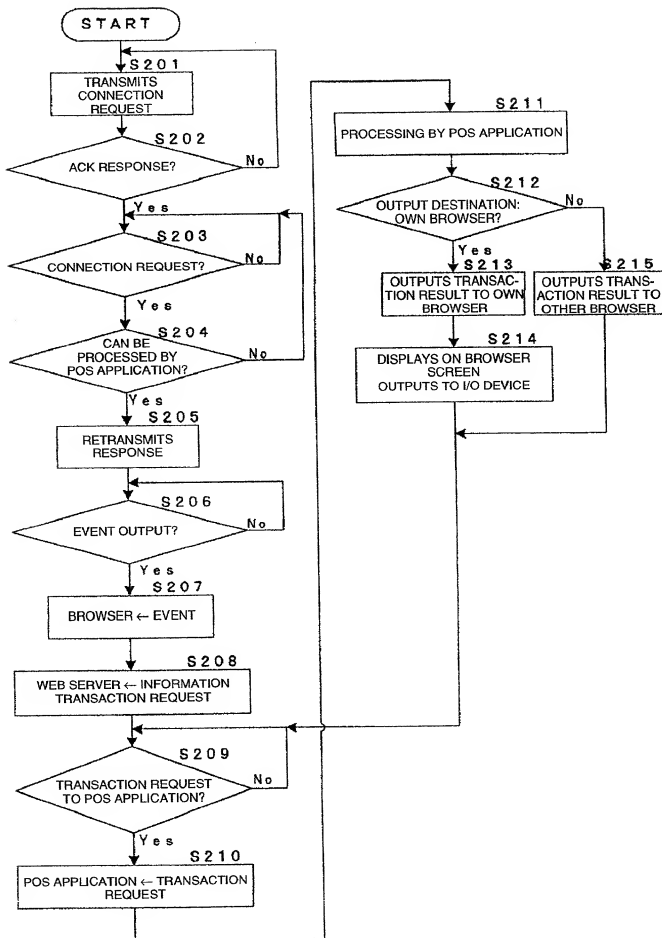 START
S201
TRANSMITS
CONNECTION
REQUEST
S202
ACK RESPONSE?
No
Yes
S203
CONNECTION REQUEST?
No
Yes
S204
CAN BE
PROCESSED BY
POS APPLICATION?
No
Yes
S205
RETRANSMITS
RESPONSE
S206
EVENT OUTPUT?
No
Yes
S207
BROWSER ← EVENT
S208
WEB SERVER ← INFORMATION
TRANSACTION REQUEST
S209
TRANSACTION REQUEST
TO POS APPLICATION?
No
Yes
S210
POS APPLICATION ← TRANSACTION
REQUEST
S211
PROCESSING BY POS APPLICATION
S212
OUTPUT DESTINATION:
OWN BROWSER?
No
Yes
S213
OUTPUTS TRANSAC-
TION RESULT TO OWN
BROWSER
S215
OUTPUTS TRANS-
ACTION RESULT TO
OTHER BROWSER
S214
DISPLAYS ON BROWSER
SCREEN
OUTPUTS TO I/O DEVICE